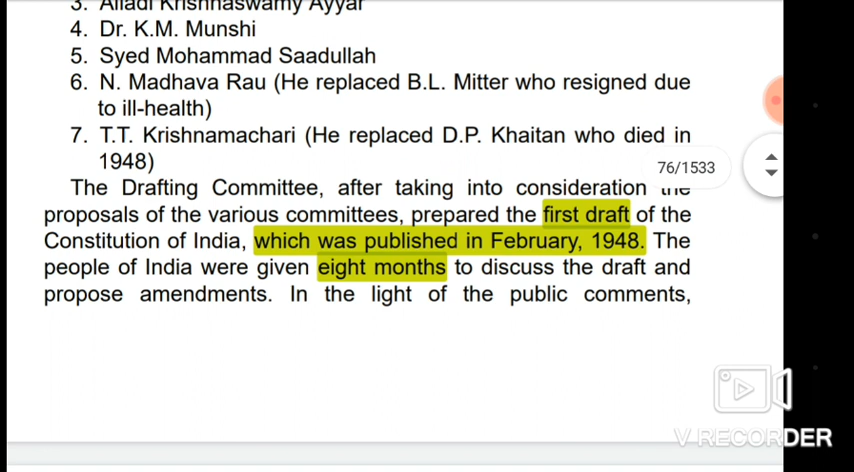 3. Alladi Krishnaswamy Ayyar
4. Dr. K.M. Munshi
5. Syed Mohammad Saadullah
6. N. Madhava Rau (He replaced B.L. Mitter who resigned due
to ill-health)
7. T.T. Krishnamachari (He replaced D.P. Khaitan who died in
1948)
76/1533
The Drafting Committee, after taking into consideration the
proposals of the various committees, prepared the first draft of the
Constitution of India, which was published in February, 1948. The
people of India were given eight months to discuss the draft and
propose amendments. In the light of the public comments,
V RECORDER